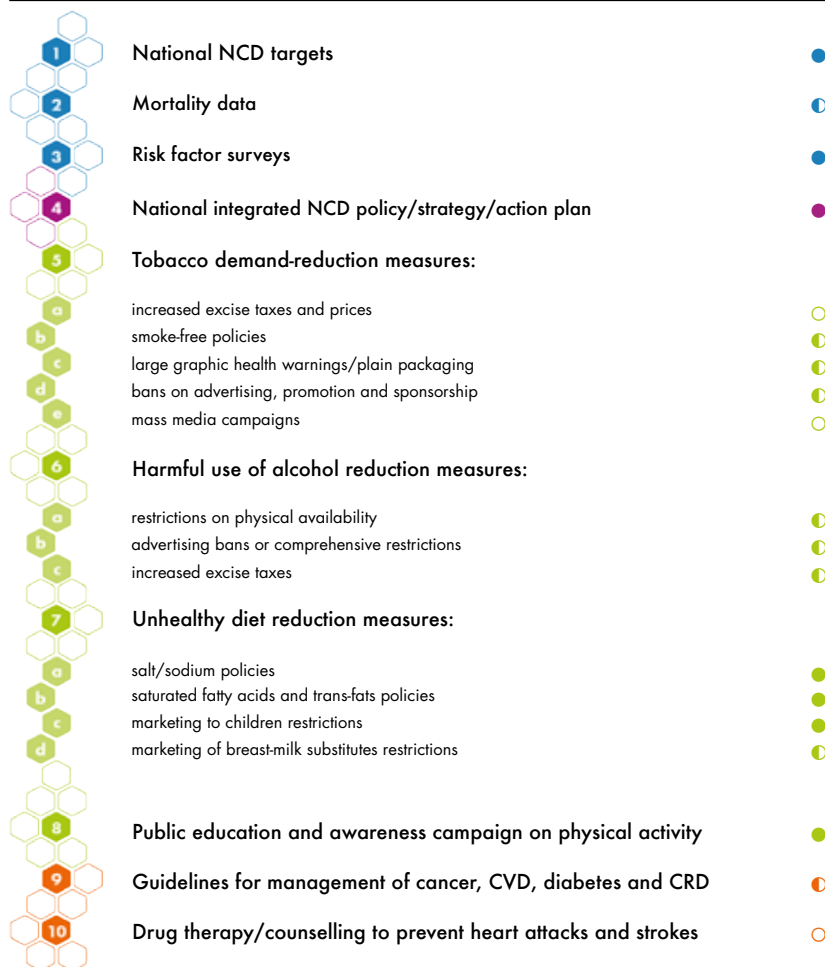 1 National NCD targets ●
2 Mortality data ◐
3 Risk factor surveys ●
4 National integrated NCD policy/strategy/action plan ●
5 Tobacco demand-reduction measures:
a increased excise taxes and prices ○
b smoke-free policies ◐
c large graphic health warnings/plain packaging ◐
d bans on advertising, promotion and sponsorship ◐
e mass media campaigns ○
6 Harmful use of alcohol reduction measures:
a restrictions on physical availability ◐
b advertising bans or comprehensive restrictions ◐
c increased excise taxes ◐
7 Unhealthy diet reduction measures:
a salt/sodium policies ●
b saturated fatty acids and trans-fats policies ●
c marketing to children restrictions ●
d marketing of breast-milk substitutes restrictions ◐
8 Public education and awareness campaign on physical activity ●
9 Guidelines for management of cancer, CVD, diabetes and CRD ◐
10 Drug therapy/counselling to prevent heart attacks and strokes ○